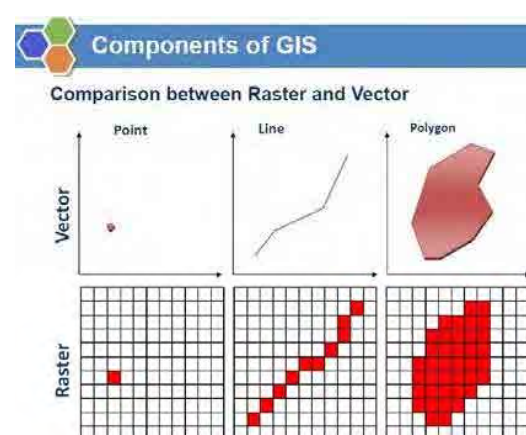 Components of GIS
Comparison between Raster and Vector
Point
Line
Polygon
Vector
Raster